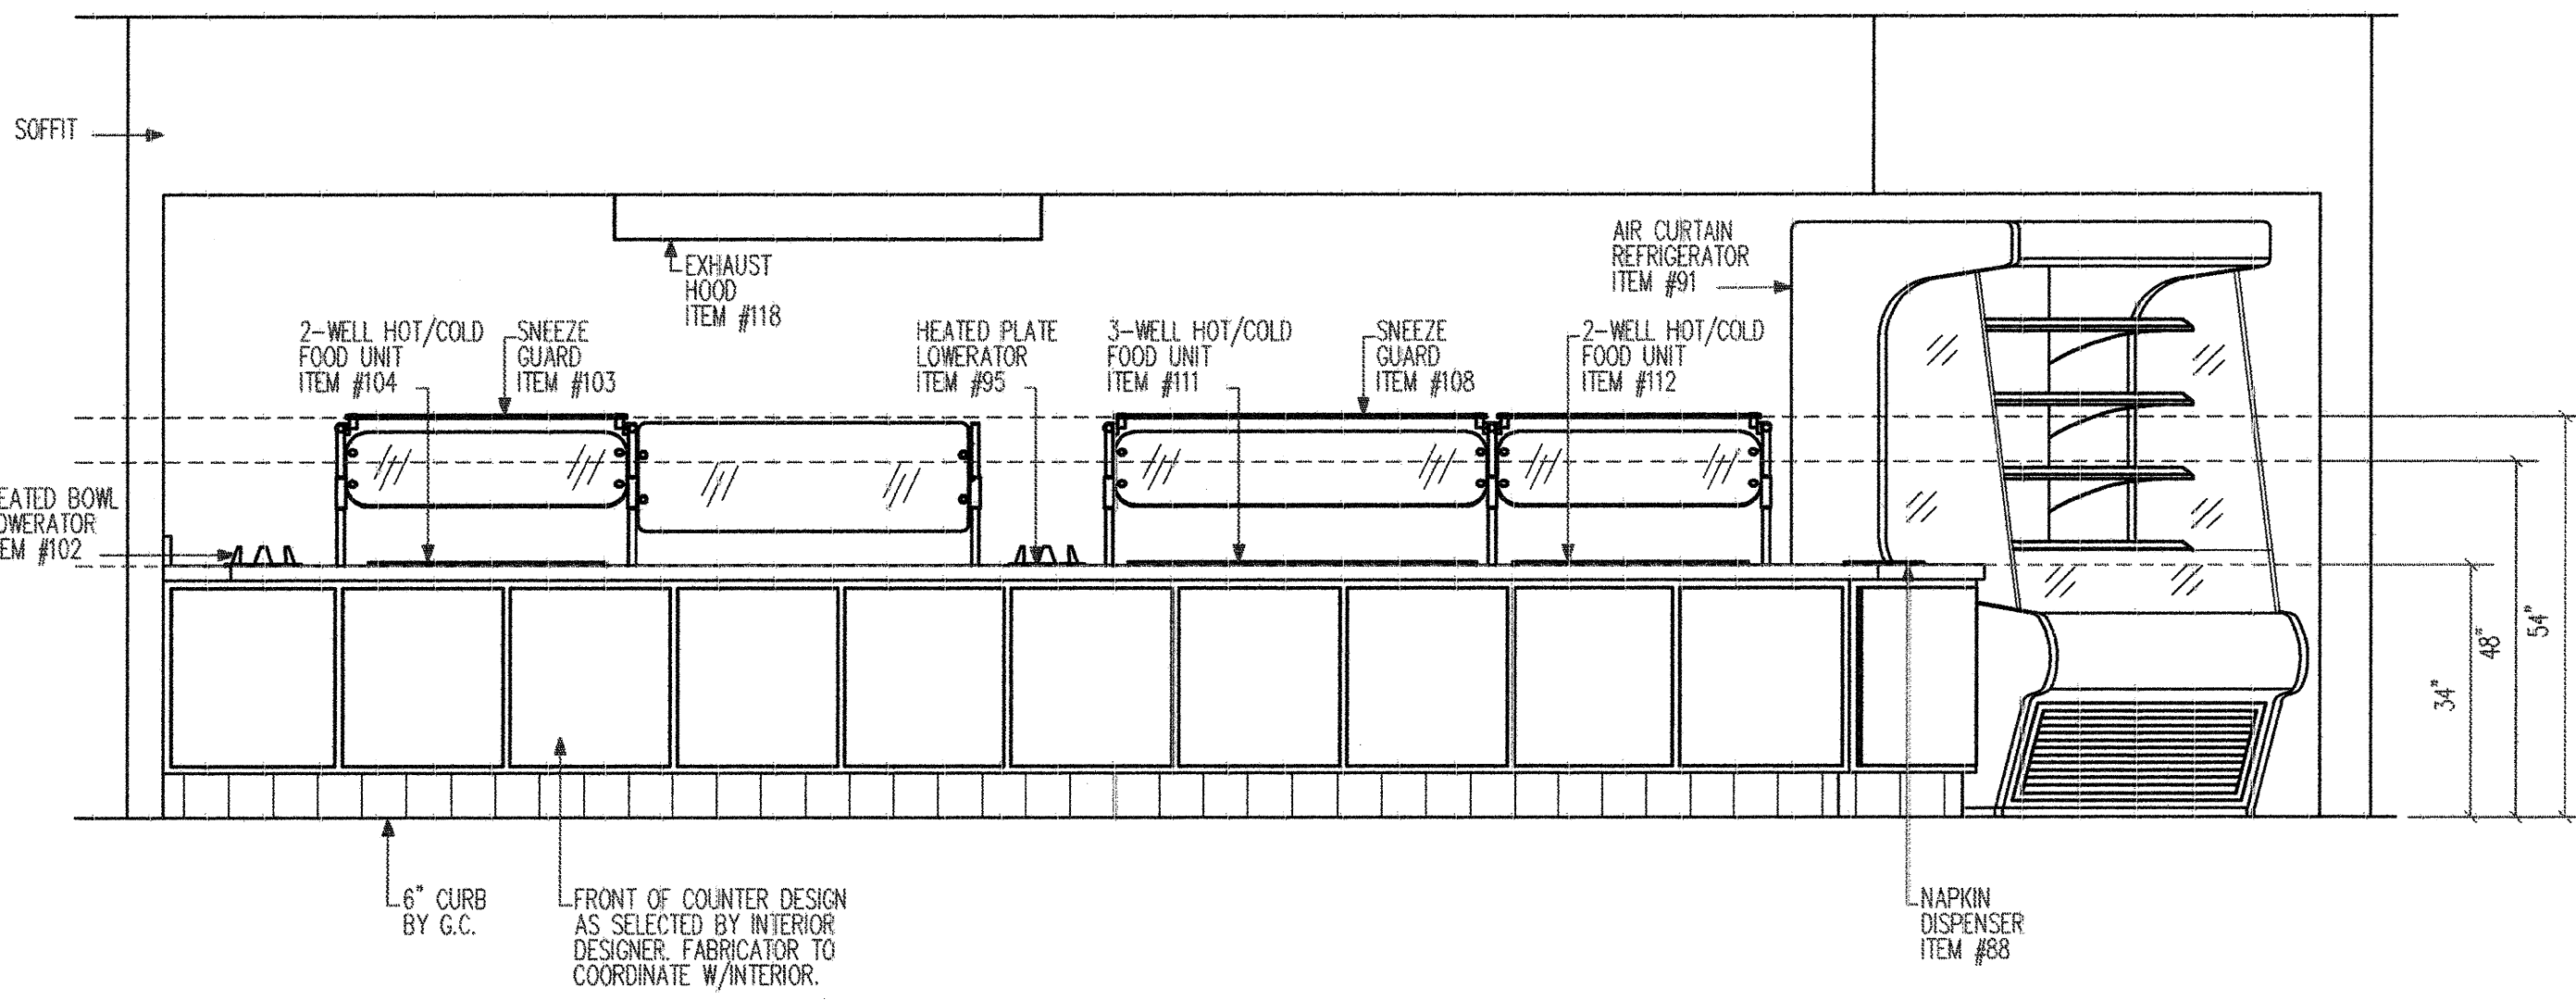 SOFFIT
EXHAUST
HOOD
ITEM #118
AIR CURTAIN
REFRIGERATOR
ITEM #91
2-WELL HOT/COLD
FOOD UNIT
ITEM #104
SNEEZE
GUARD
ITEM #103
HEATED PLATE
LOWERATOR
ITEM #95
3-WELL HOT/COLD
FOOD UNIT
ITEM #111
SNEEZE
GUARD
ITEM #108
2-WELL HOT/COLD
FOOD UNIT
ITEM #112
EATED BOWL
OWERATOR
EM #102
34"
48"
54"
6" CURB
BY G.C.
FRONT OF COUNTER DESIGN
AS SELECTED BY INTERIOR
DESIGNER. FABRICATOR TO
COORDINATE W/INTERIOR.
NAPKIN
DISPENSER
ITEM #88